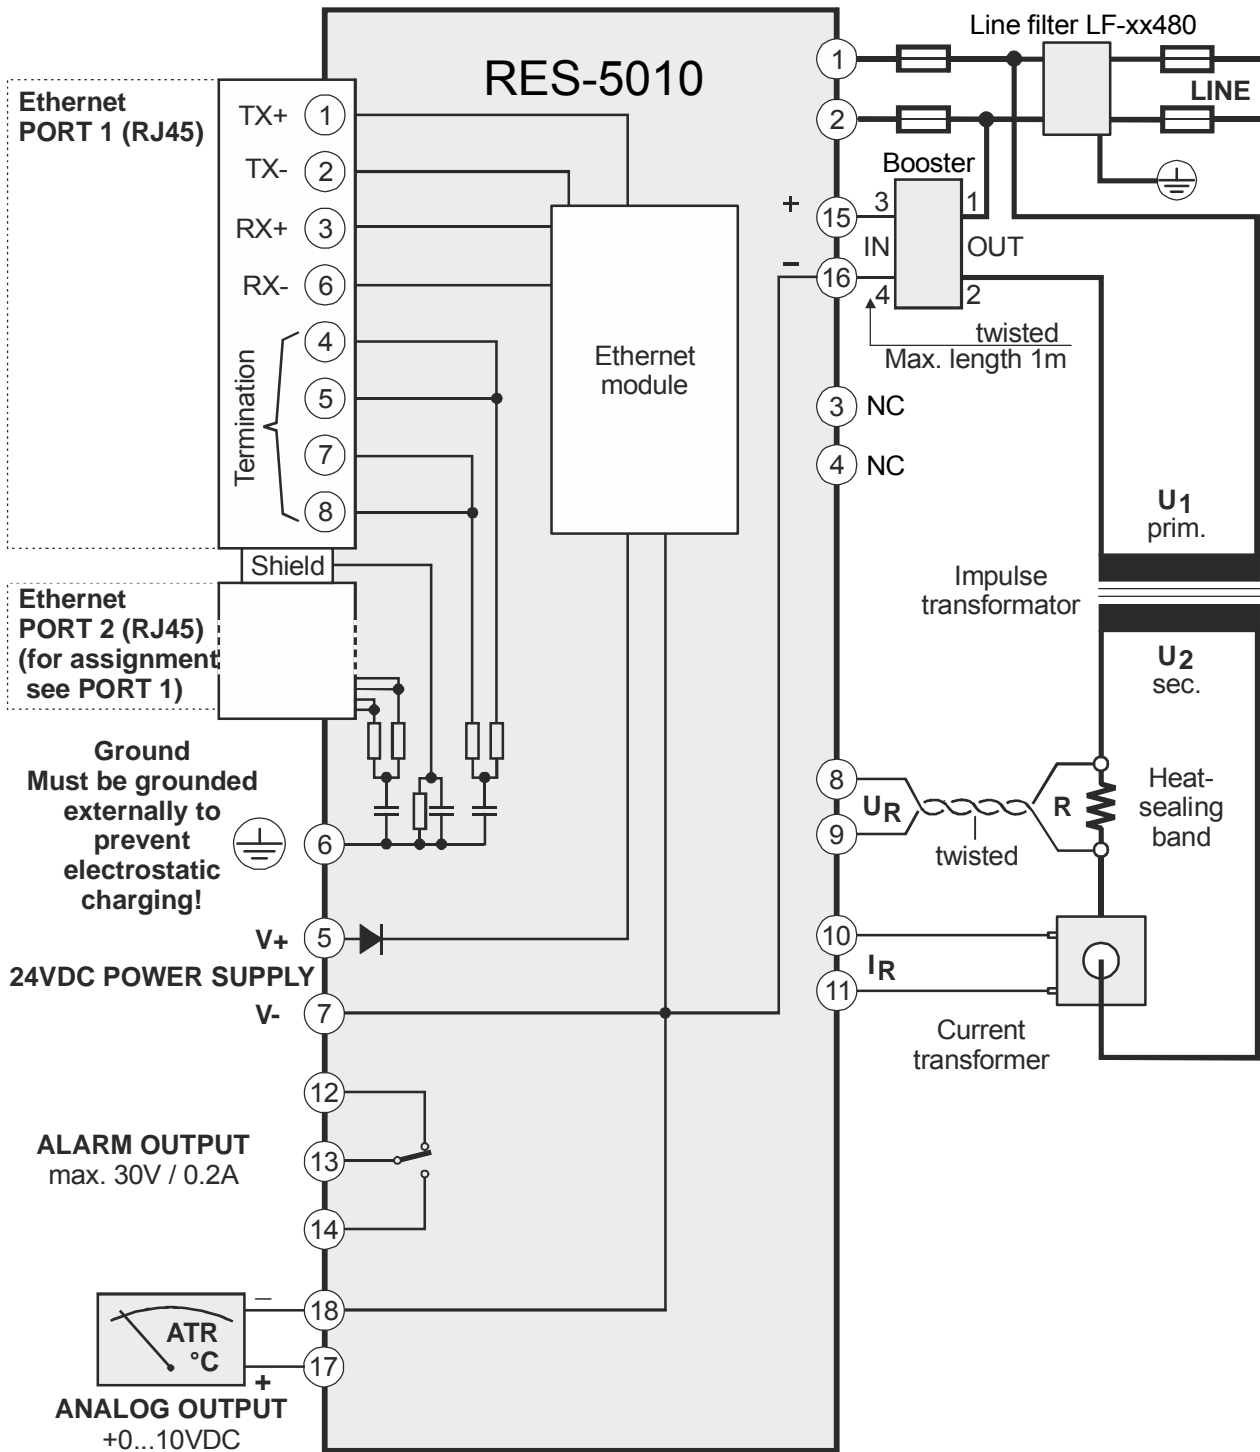 Line filter LF-xx480
RES-5010
1
LINE
2
Ethernet
PORT 1 (RJ45)
TX+ 1
TX- 2
RX+ 3
RX- 6
4
5
7
8
Termination
Ethernet
module
Booster
+ 15 3 1
IN OUT
– 16 4 2
twisted
Max. length 1m
3 NC
4 NC
U1
prim.
Impulse
transformator
U2
sec.
Shield
Ethernet
PORT 2 (RJ45)
(for assignment
see PORT 1)
Ground
Must be grounded
externally to
prevent
electrostatic
charging!
6
8
UR
9
twisted
R
Heat-
sealing
band
V+ 5
24VDC POWER SUPPLY
V- 7
10
IR
11
Current
transformer
12
ALARM OUTPUT
max. 30V / 0.2A
13
14
– 18
ATR
°C
+ 17
ANALOG OUTPUT
+0...10VDC